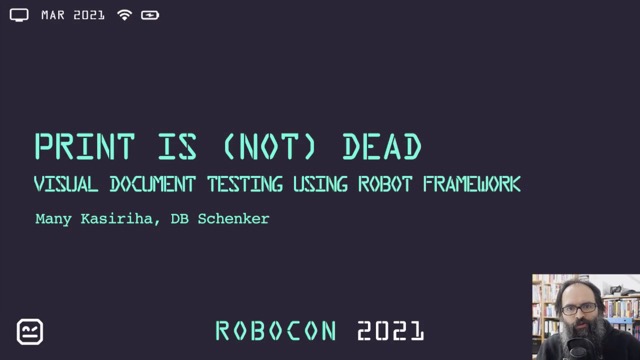 MAR 2021
PRINT IS (NOT) DEAD
VISUAL DOCUMENT TESTING USING ROBOT FRAMEWORK
Many Kasiriha, DB Schenker
ROBOCON 2021